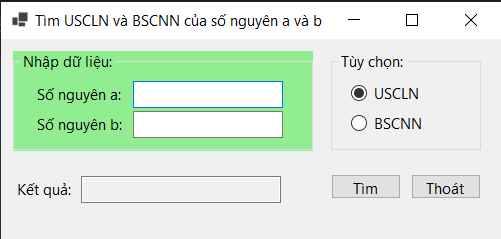 Tìm USCLN và BSCNN của số nguyên a và b
Nhập dữ liệu:
Số nguyên a:
Số nguyên b:
Tùy chọn:
USCLN
BSCNN
Kết quả:
Tìm
Thoát